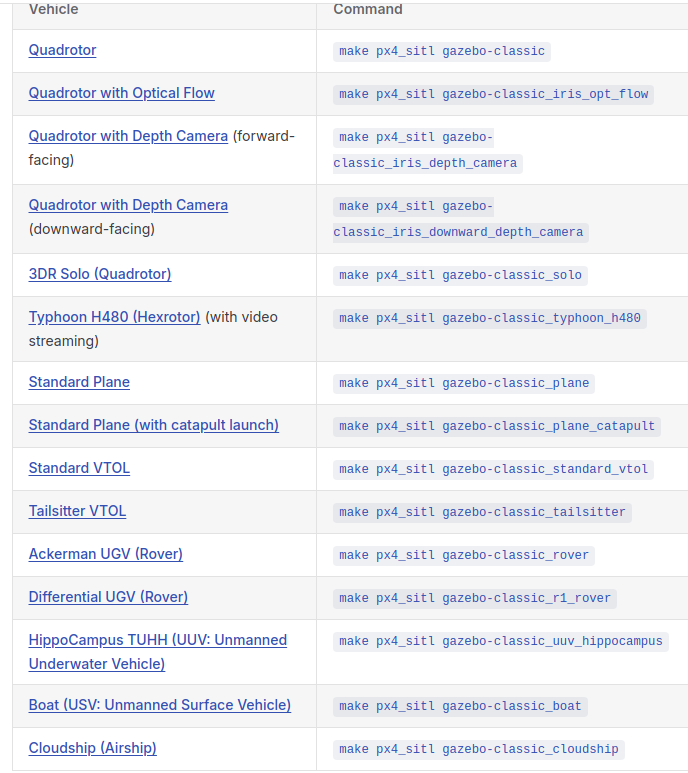 Vehicle Command
Quadrotor make px4_sitl gazebo-classic
Quadrotor with Optical Flow make px4_sitl gazebo-classic_iris_opt_flow
Quadrotor with Depth Camera (forward-
facing)
make px4_sitl gazebo-
classic_iris_depth_camera
Quadrotor with Depth Camera
(downward-facing)
make px4_sitl gazebo-
classic_iris_downward_depth_camera
3DR Solo (Quadrotor) make px4_sitl gazebo-classic_solo
Typhoon H480 (Hexrotor) (with video
streaming)
make px4_sitl gazebo-classic_typhoon_h480
Standard Plane make px4_sitl gazebo-classic_plane
Standard Plane (with catapult launch) make px4_sitl gazebo-classic_plane_catapult
Standard VTOL make px4_sitl gazebo-classic_standard_vtol
Tailsitter VTOL make px4_sitl gazebo-classic_tailsitter
Ackerman UGV (Rover) make px4_sitl gazebo-classic_rover
Differential UGV (Rover) make px4_sitl gazebo-classic_r1_rover
HippoCampus TUHH (UUV: Unmanned
Underwater Vehicle)
make px4_sitl gazebo-classic_uuv_hippocampus
Boat (USV: Unmanned Surface Vehicle) make px4_sitl gazebo-classic_boat
Cloudship (Airship) make px4_sitl gazebo-classic_cloudship